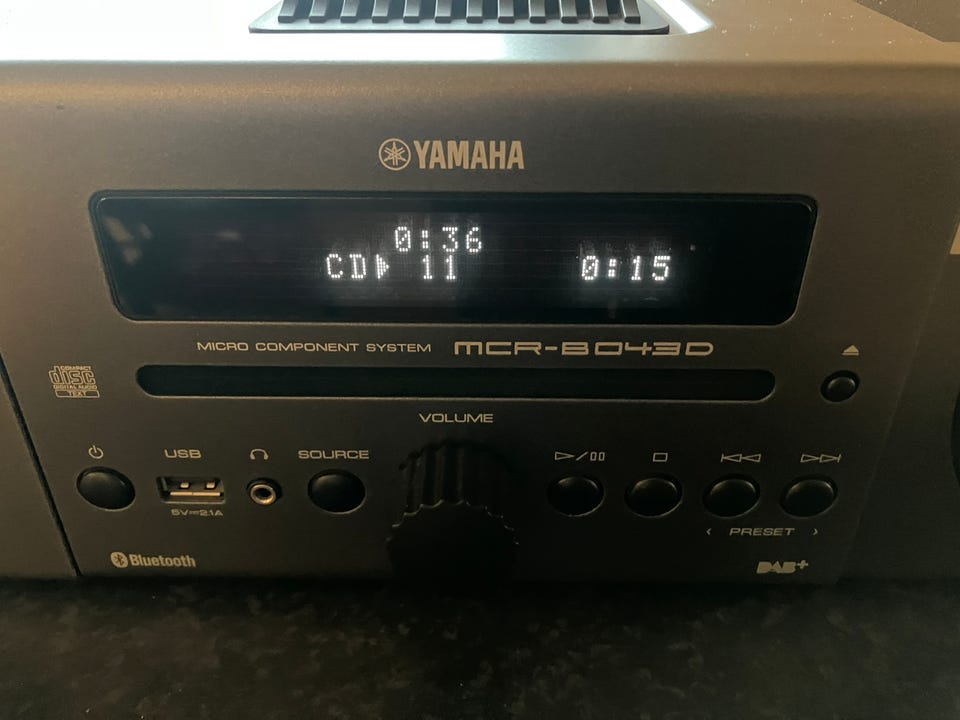 YAMAHA
0:36
CD 11 0:15
MICRO COMPONENT SYSTEM MCR-B043D
COMPACT
disc
DIGITAL AUDIO
TEXT
VOLUME
USB SOURCE
5V⎓2.1A
‹ PRESET ›
Bluetooth DAB+